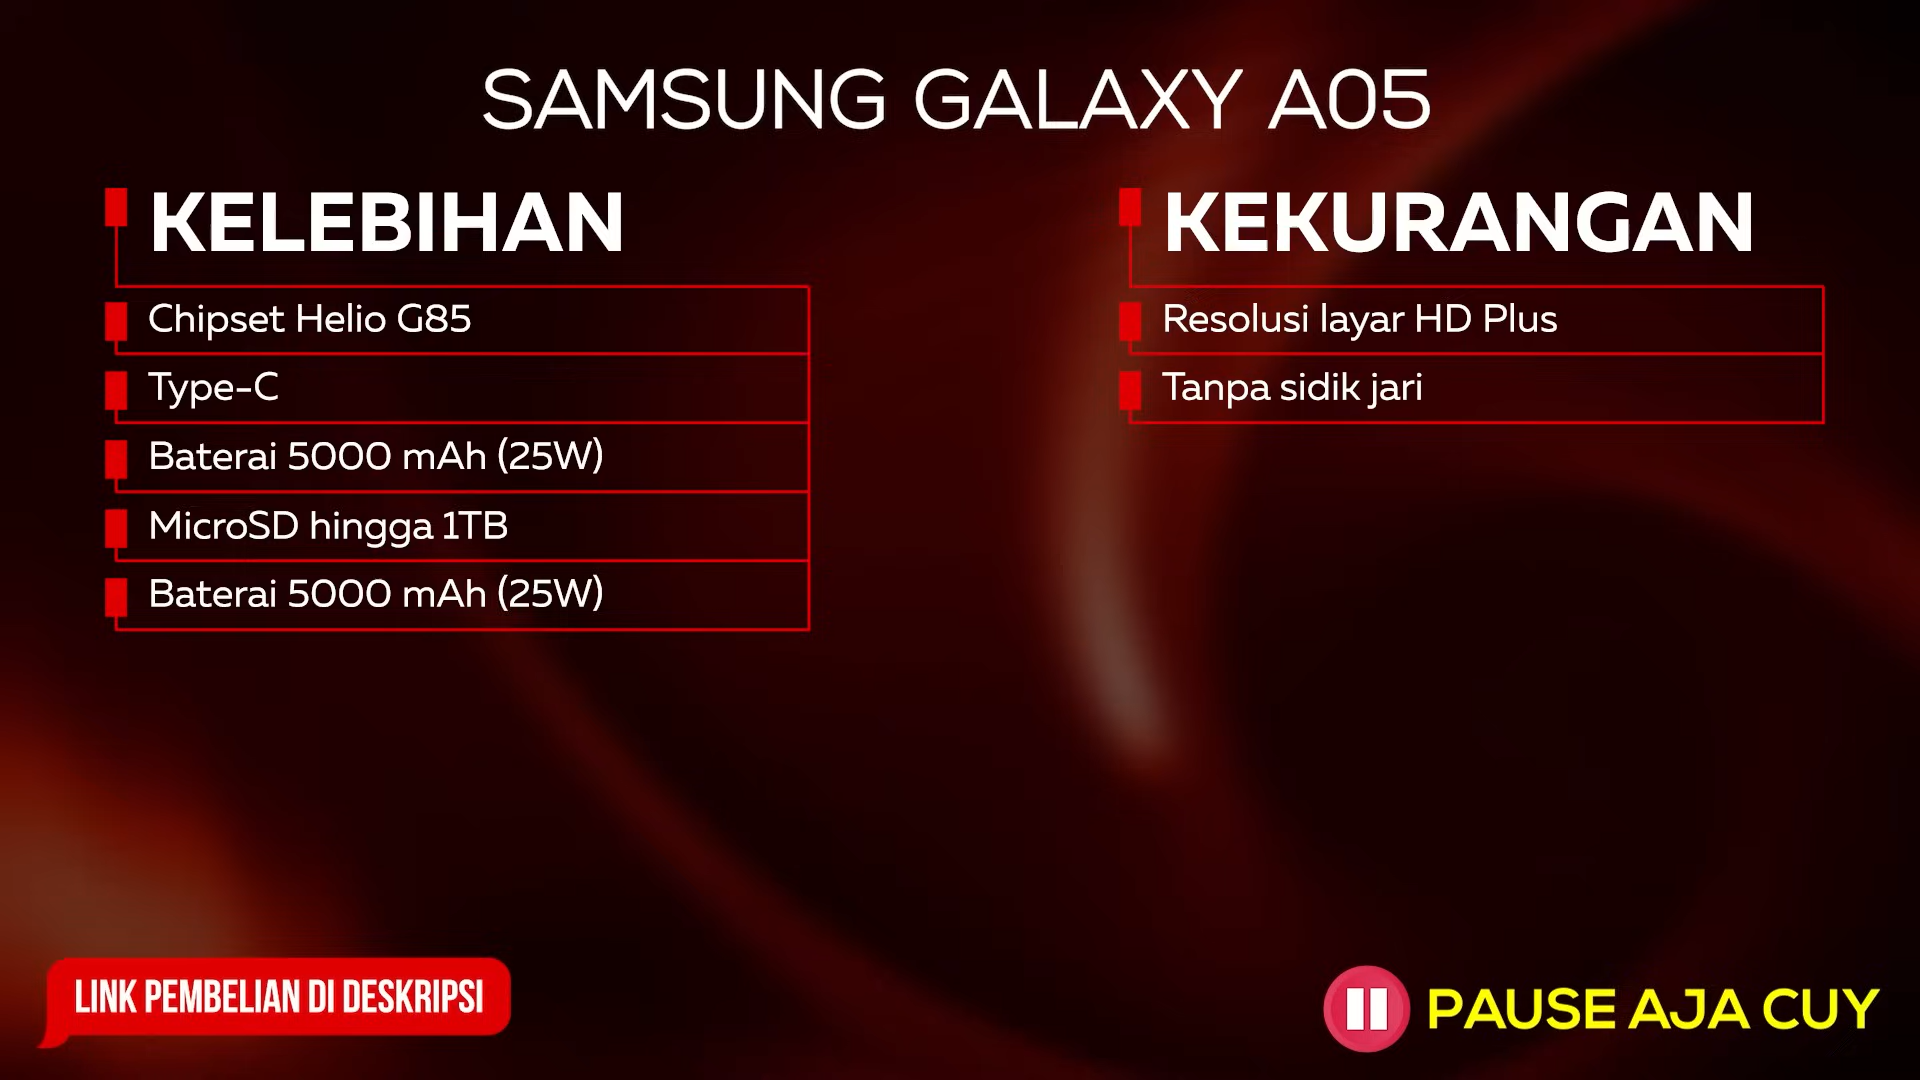 SAMSUNG GALAXY A05
KELEBIHAN
Chipset Helio G85
Type-C
Baterai 5000 mAh (25W)
MicroSD hingga 1TB
Baterai 5000 mAh (25W)
KEKURANGAN
Resolusi layar HD Plus
Tanpa sidik jari
LINK PEMBELIAN DI DESKRIPSI
PAUSE AJA CUY